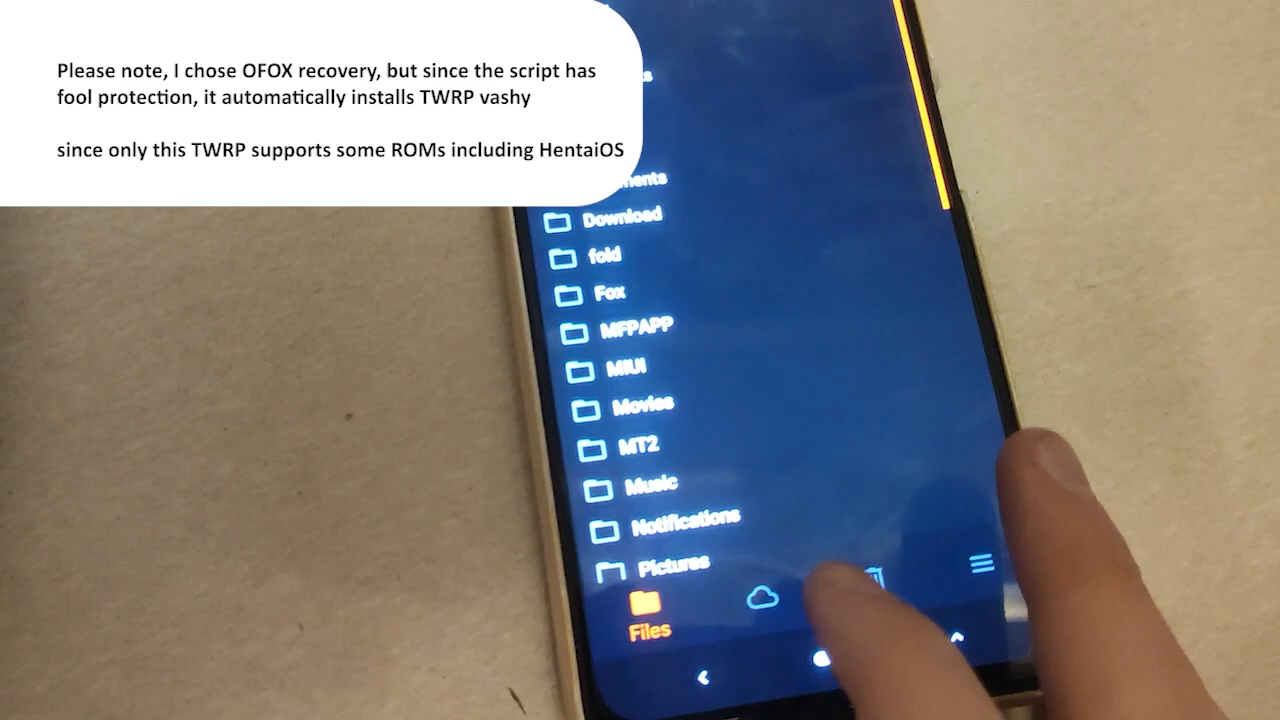 Please note, I chose OFOX recovery, but since the script has
fool protection, it automatically installs TWRP vashy
since only this TWRP supports some ROMs including HentaiOS
Download
fold
Fox
MFPAPP
MIUI
Movies
MT2
Music
Notifications
Pictures
Files